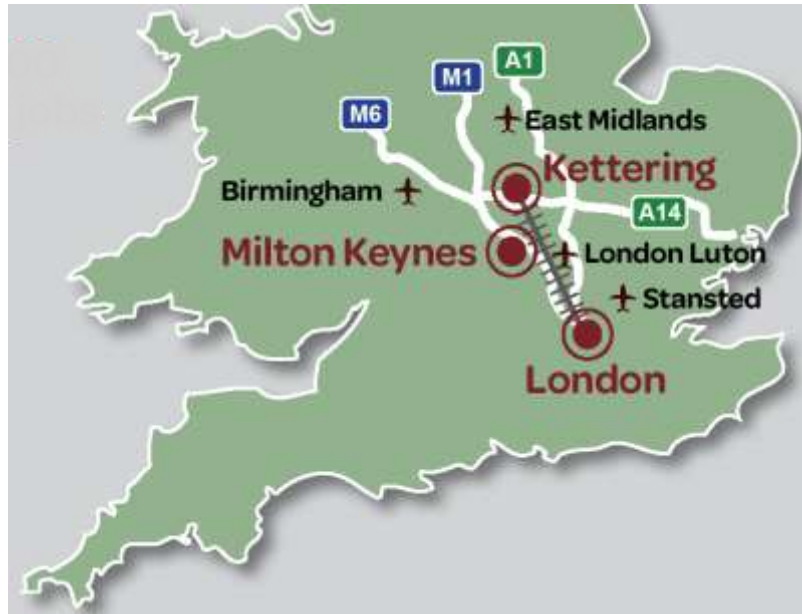 A1
M1
M6
East Midlands
Kettering
Birmingham
A14
Milton Keynes
London Luton
Stansted
London